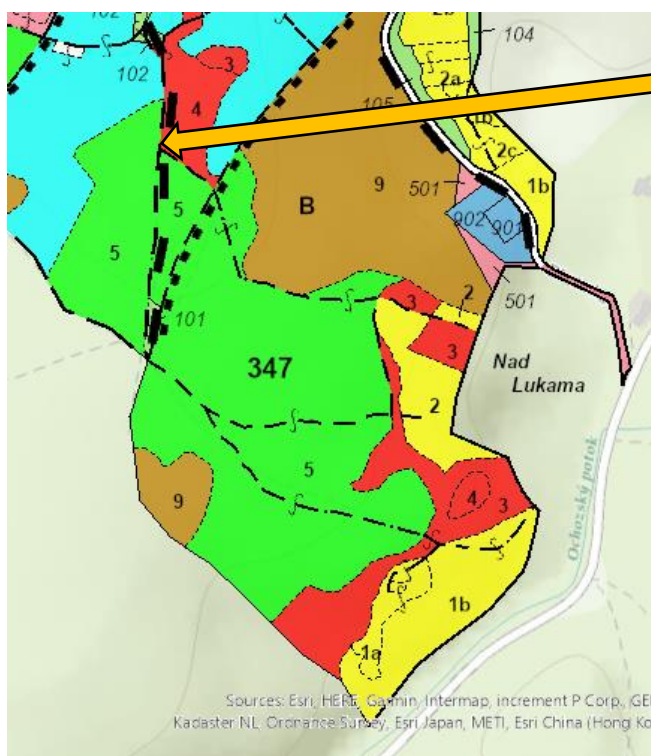 102
2b
104
3
102
2a
4
105
1b
2c
9
501
1b
5
B
902
901
5
2
501
3
101
3
Nad
Lukama
347
2
5
9
4
3
Ochozský potok
1b
1a
Sources: Esri, HERE, Garmin, Intermap, increment P Corp., GE
Kadaster NL, Ordnance Survey, Esri Japan, METI, Esri China (Hong Ko